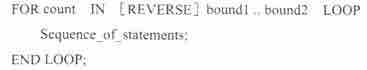 FOR count IN [REVERSE] bound1 .. bound2 LOOP
Sequence_of_statements;
END LOOP;